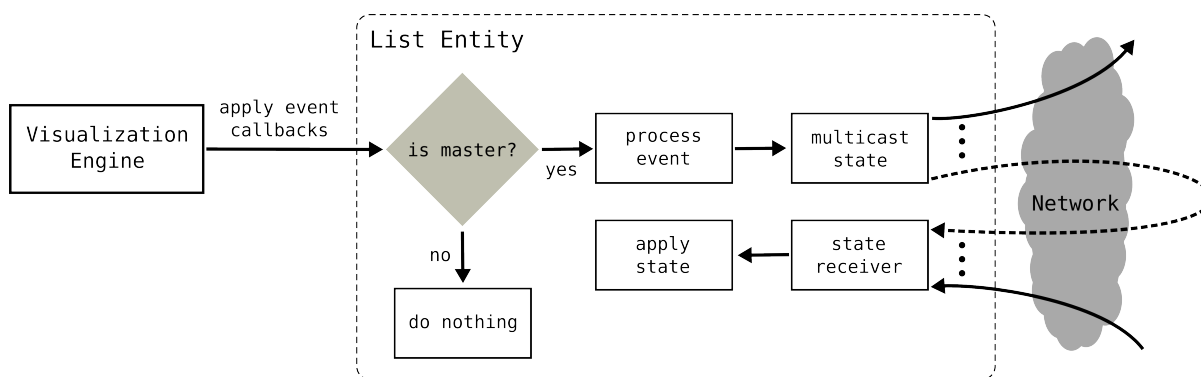 List Entity
Visualization
Engine
apply event
callbacks
is master?
yes
process
event
multicast
state
Network
no
apply
state
state
receiver
do nothing